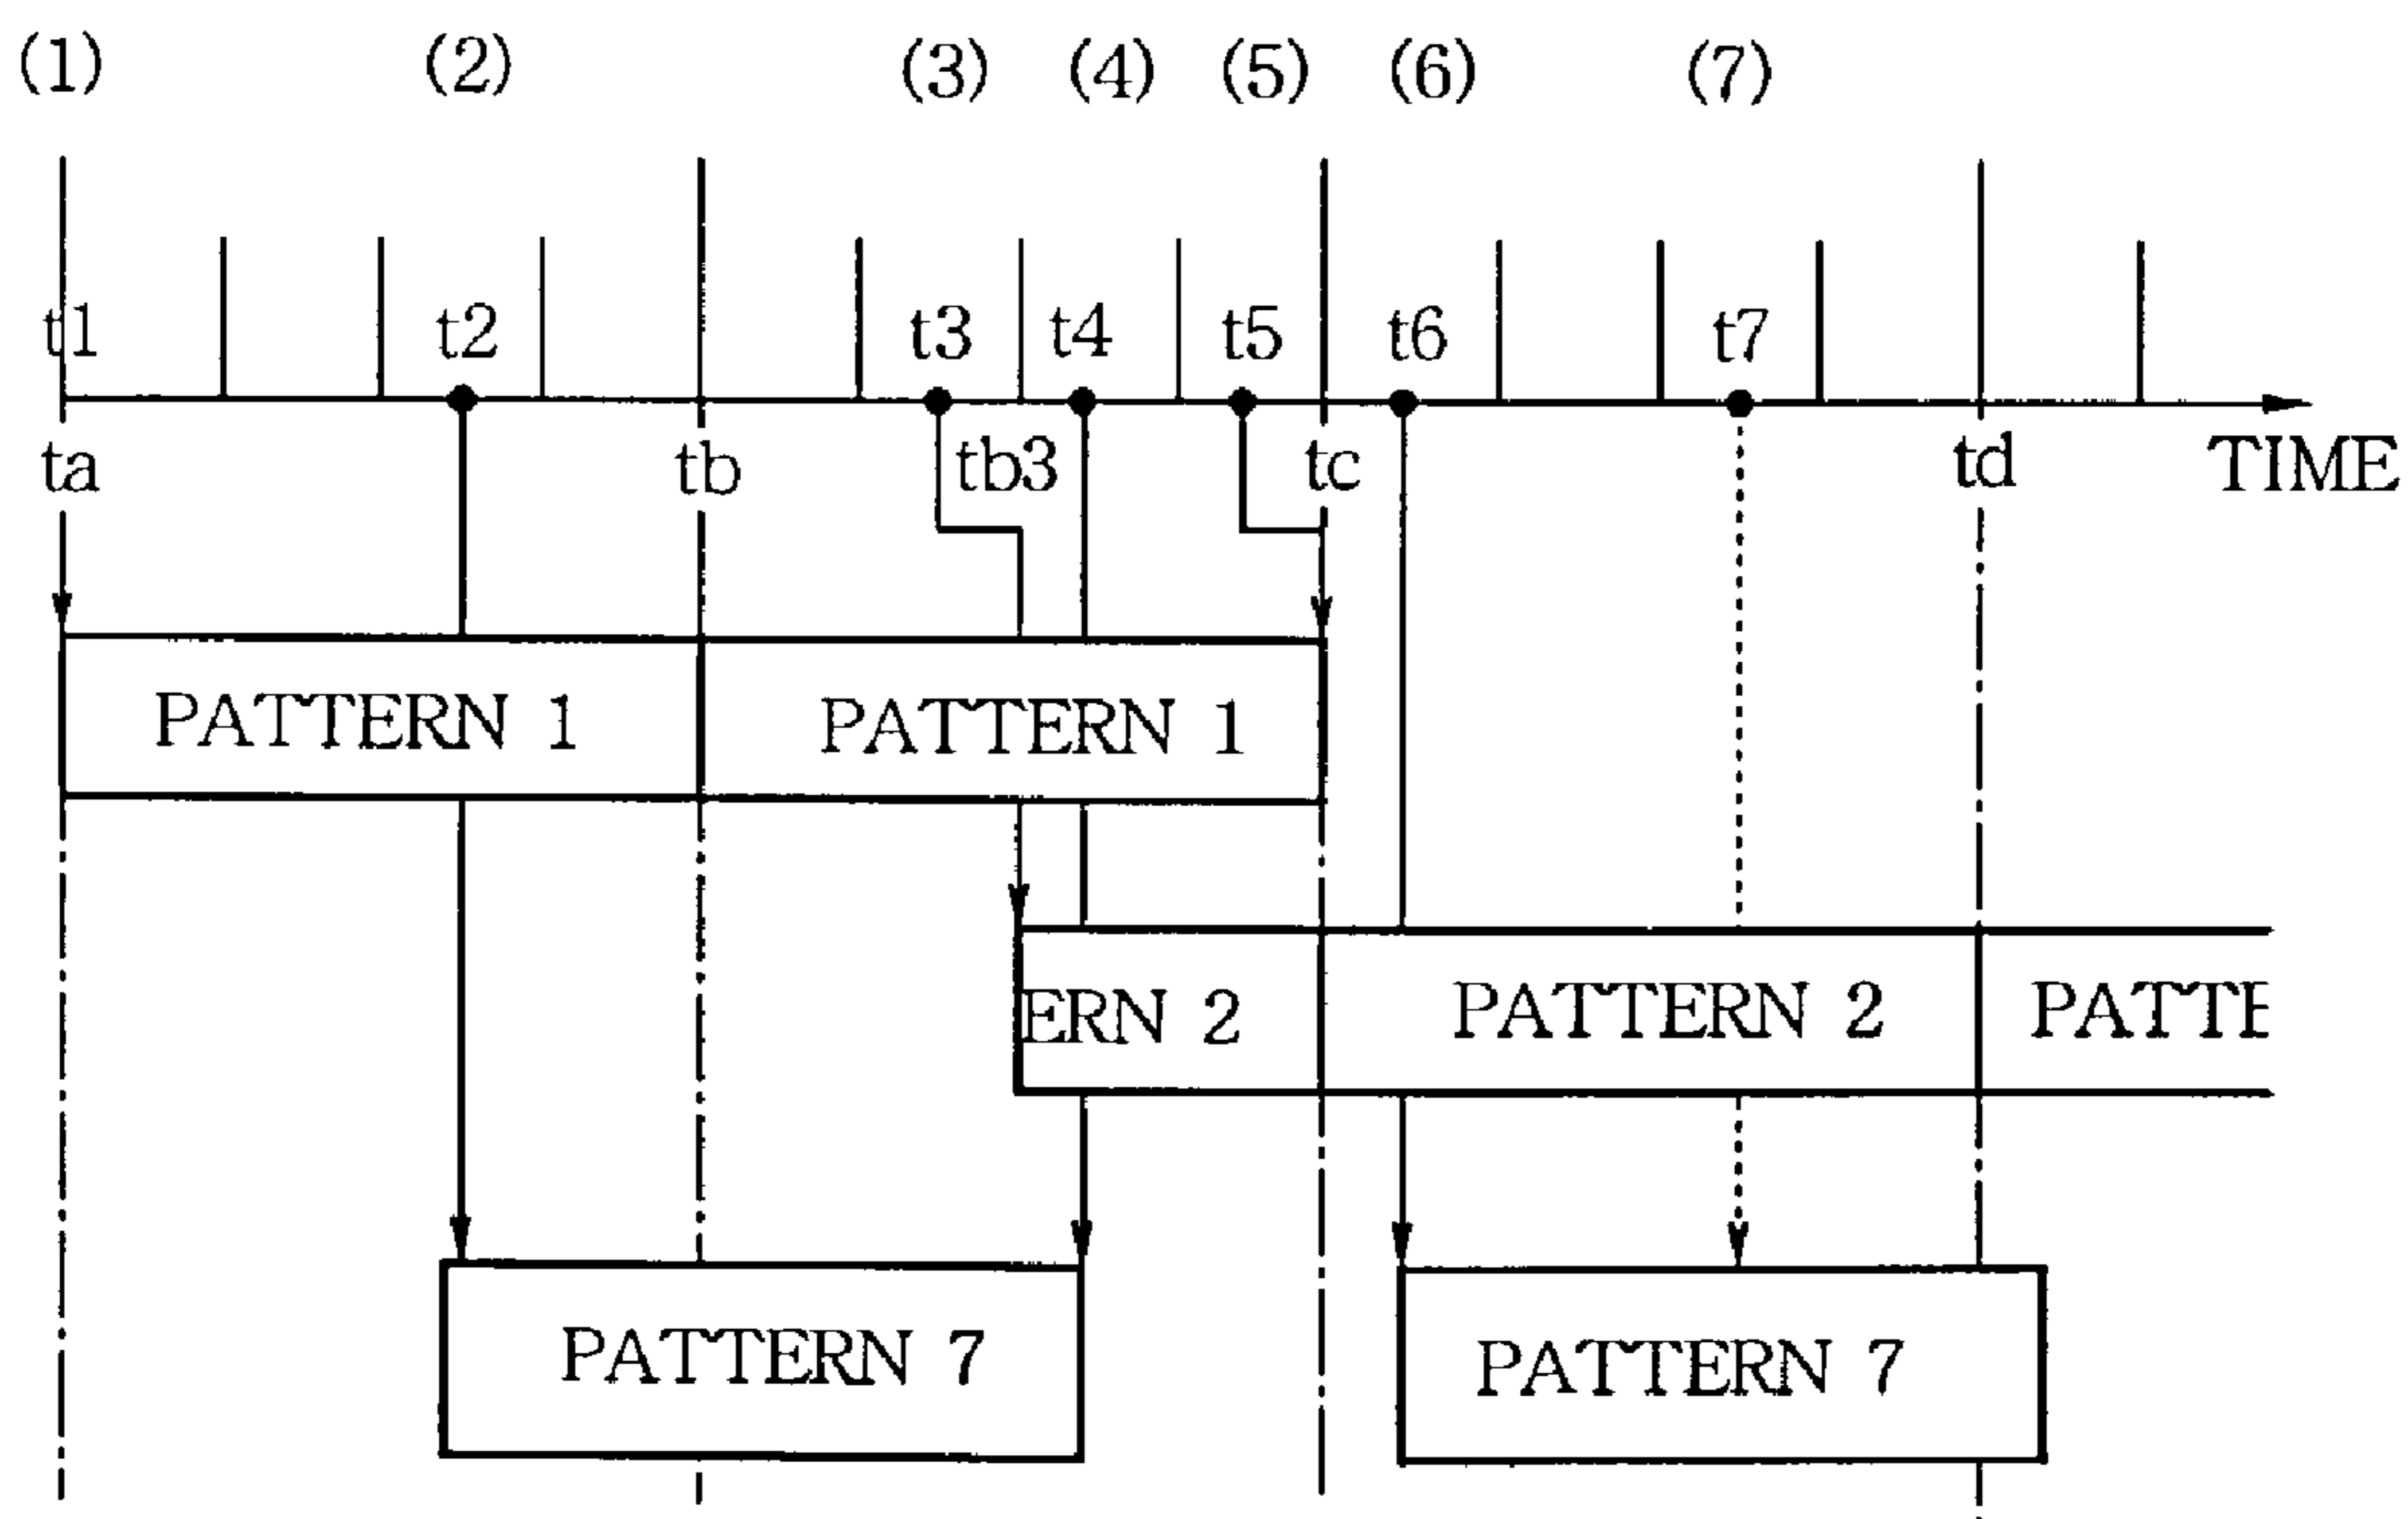 (1) (2) (3) (4) (5) (6) (7)
t1 t2 t3 t4 t5 t6 t7
ta tb tb3 tc td TIME
PATTERN 1 PATTERN 1
ERN 2 PATTERN 2 PATTE
PATTERN 7 PATTERN 7